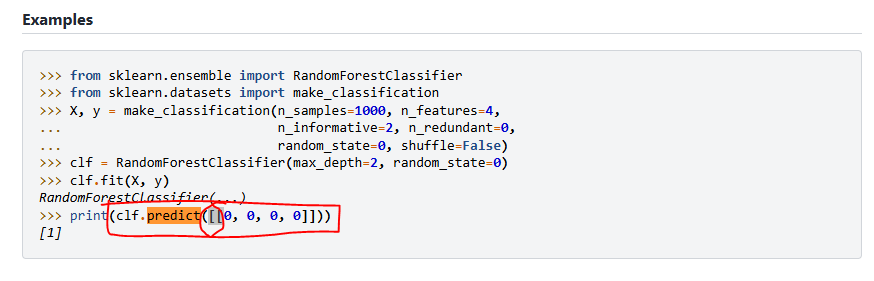 Examples
>>> from sklearn.ensemble import RandomForestClassifier
>>> from sklearn.datasets import make_classification
>>> X, y = make_classification(n_samples=1000, n_features=4,
...                            n_informative=2, n_redundant=0,
...                            random_state=0, shuffle=False)
>>> clf = RandomForestClassifier(max_depth=2, random_state=0)
>>> clf.fit(X, y)
RandomForestClassifier(...)
>>> print(clf.predict([[0, 0, 0, 0]]))
[1]